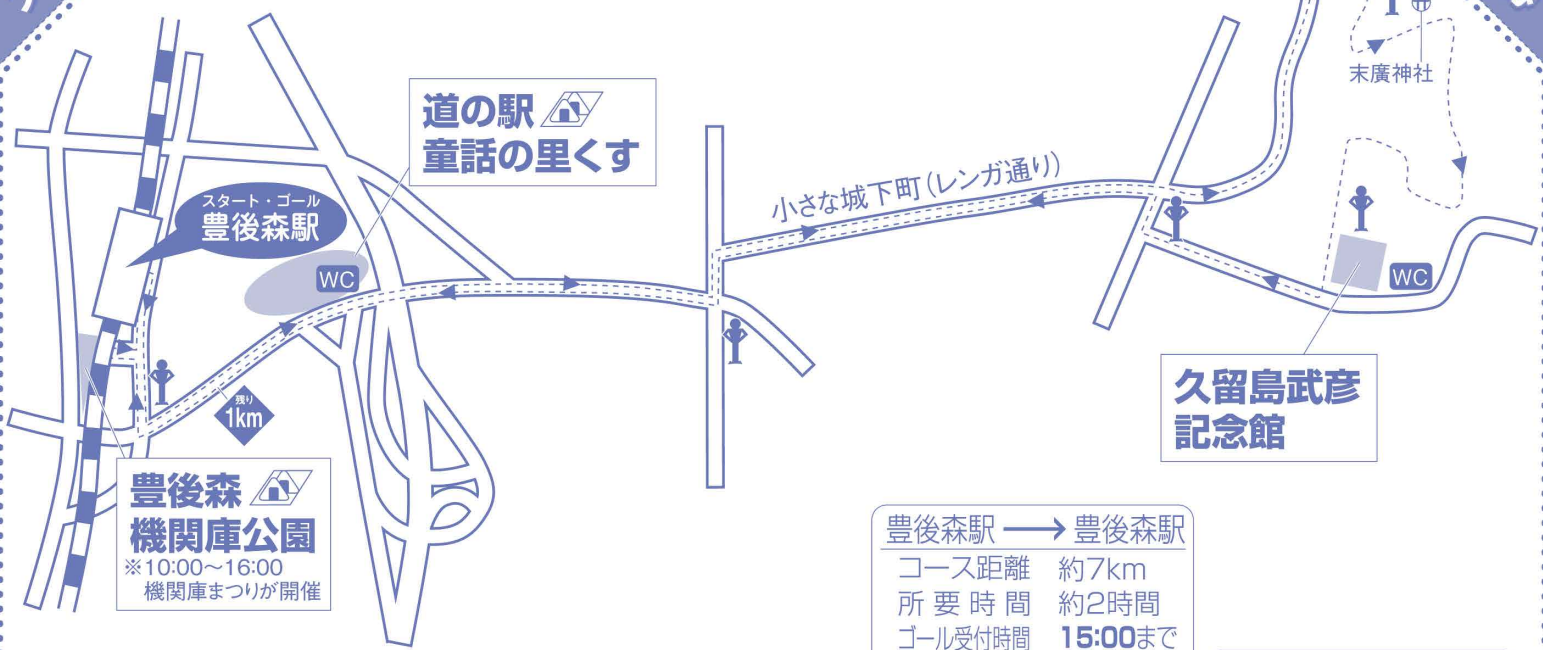 末廣神社
道の駅
童話の里くす
小さな城下町(レンガ通り)
スタート・ゴール
豊後森駅
WC
WC
残り
1km
久留島武彦
記念館
豊後森
機関庫公園
※10:00～16:00
機関庫まつりが開催
豊後森駅 → 豊後森駅
コース距離 約7km
所要時間 約2時間
ゴール受付時間 15:00まで